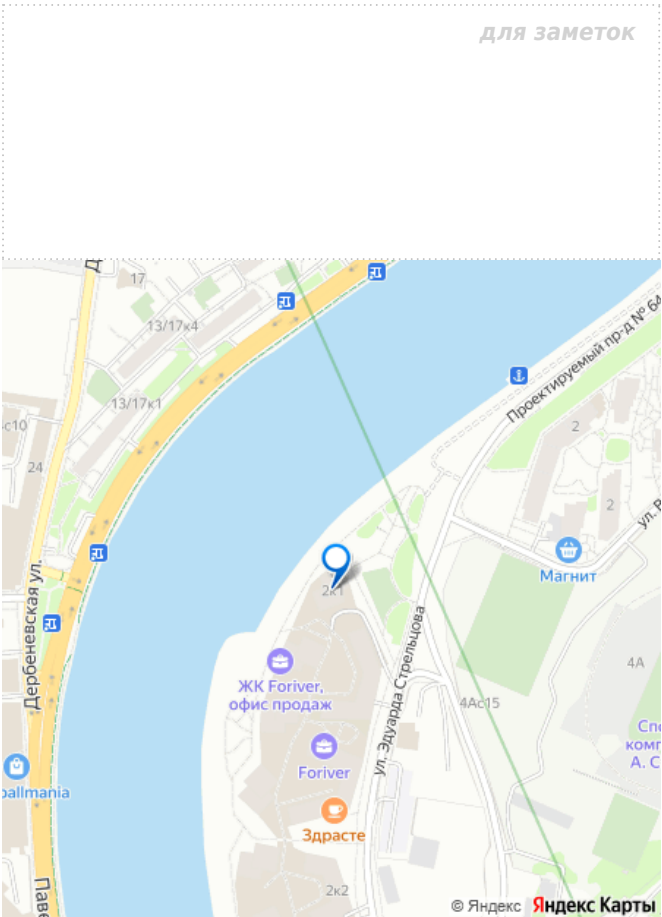 для заметок
17
13/17к4
Проектируемый пр-д № 64
13/17к1
2
24
2
Магнит
Дербеневская ул.
2к1
ул. Эдуарда Стрельцова
4А
ЖК Foriver,
офис продаж
4Ас15
Foriver
allmania
Здрасте
2к2
© Яндекс Яндекс Карты